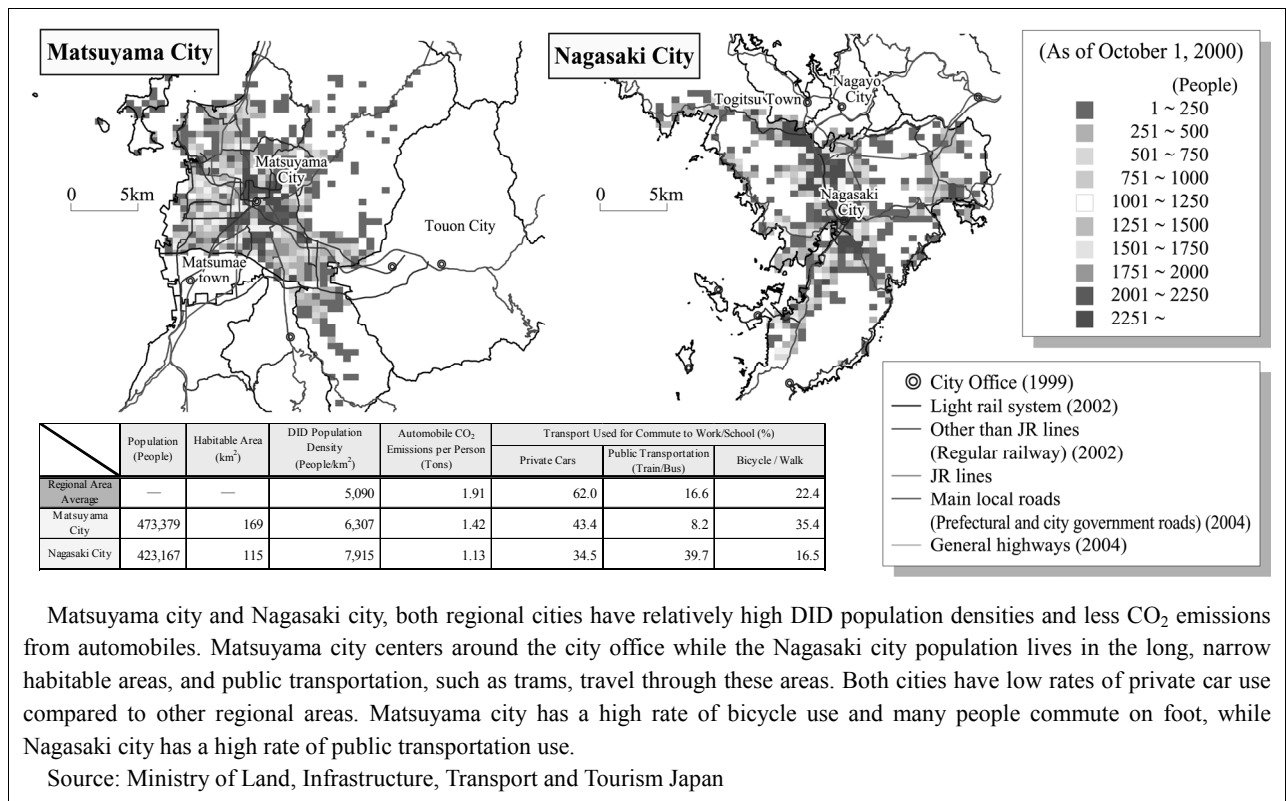 Matsuyama City
0 5km
Matsuyama
City
Touon City
Matsumae
town
Nagasaki City
Togitsu Town
Nagayo
City
0 5km
Nagasaki
City
(As of October 1, 2000)
(People)
1 ~ 250
251 ~ 500
501 ~ 750
751 ~ 1000
1001 ~ 1250
1251 ~ 1500
1501 ~ 1750
1751 ~ 2000
2001 ~ 2250
2251 ~
City Office (1999)
Light rail system (2002)
Other than JR lines
(Regular railway) (2002)
JR lines
Main local roads
(Prefectural and city government roads) (2004)
General highways (2004)
Population
(People)
Habitable Area
(km²)
DID Population
Density
(People/km²)
Automobile CO₂
Emissions per Person
(Tons)
Transport Used for Commute to Work/School (%)
Private Cars
Public Transportation
(Train/Bus)
Bicycle / Walk
Regional Area
Average
— — 5,090 1.91 62.0 16.6 22.4
Matsuyama
City
473,379 169 6,307 1.42 43.4 8.2 35.4
Nagasaki City 423,167 115 7,915 1.13 34.5 39.7 16.5
Matsuyama city and Nagasaki city, both regional cities have relatively high DID population densities and less CO₂ emissions
from automobiles. Matsuyama city centers around the city office while the Nagasaki city population lives in the long, narrow
habitable areas, and public transportation, such as trams, travel through these areas. Both cities have low rates of private car use
compared to other regional areas. Matsuyama city has a high rate of bicycle use and many people commute on foot, while
Nagasaki city has a high rate of public transportation use.
Source: Ministry of Land, Infrastructure, Transport and Tourism Japan